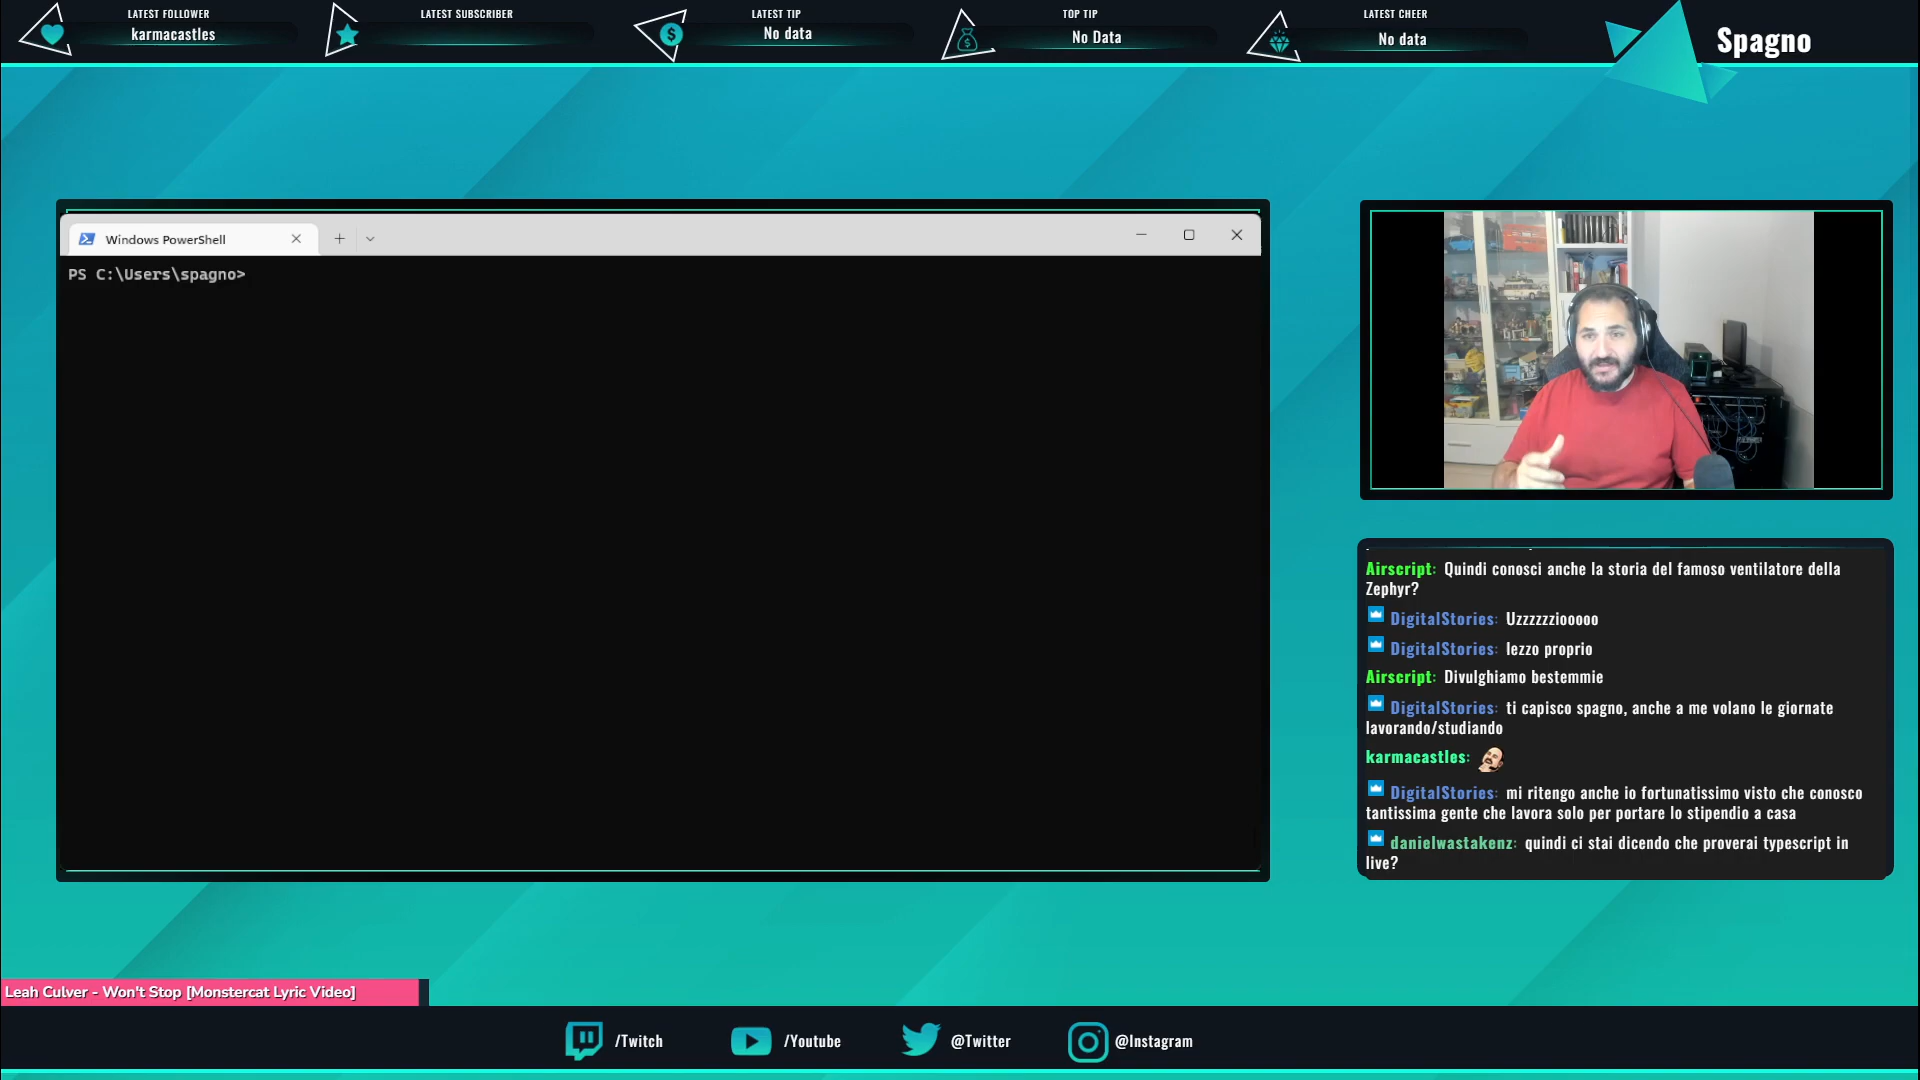 LATEST FOLLOWER
karmacastles
LATEST SUBSCRIBER
LATEST TIP
No data
TOP TIP
No Data
LATEST CHEER
No data
Spagno
Windows PowerShell
PS C:\Users\spagno>
Airscript: Quindi conosci anche la storia del famoso ventilatore della
Zephyr?
DigitalStories: Uzzzzzziooooo
DigitalStories: lezzo proprio
Airscript: Divulghiamo bestemmie
DigitalStories: ti capisco spagno, anche a me volano le giornate
lavorando/studiando
karmacastles:
DigitalStories: mi ritengo anche io fortunatissimo visto che conosco
tantissima gente che lavora solo per portare lo stipendio a casa
danielwastakenz: quindi ci stai dicendo che proverai typescript in
live?
Leah Culver - Won't Stop [Monstercat Lyric Video]
/Twitch
/Youtube
@Twitter
@Instagram